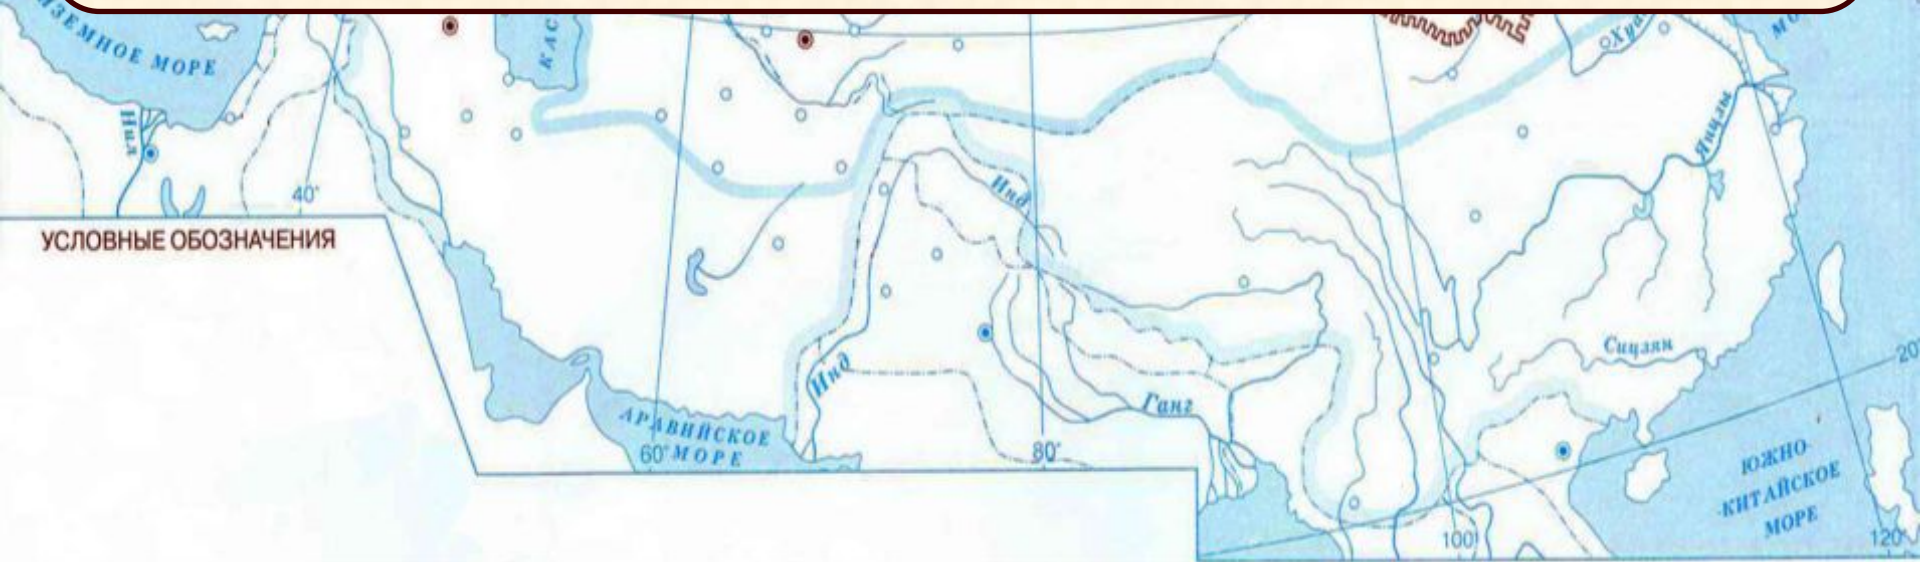 ЗЕМНОЕ МОРЕ
КАС
Хуа
МО
Нил
Янцзы
40°
Инд
УСЛОВНЫЕ ОБОЗНАЧЕНИЯ
Сицзян
20°
Инд
Ганг
АРАВИЙСКОЕ
МОРЕ
60°
80°
ЮЖНО-
КИТАЙСКОЕ
МОРЕ
100°
120°